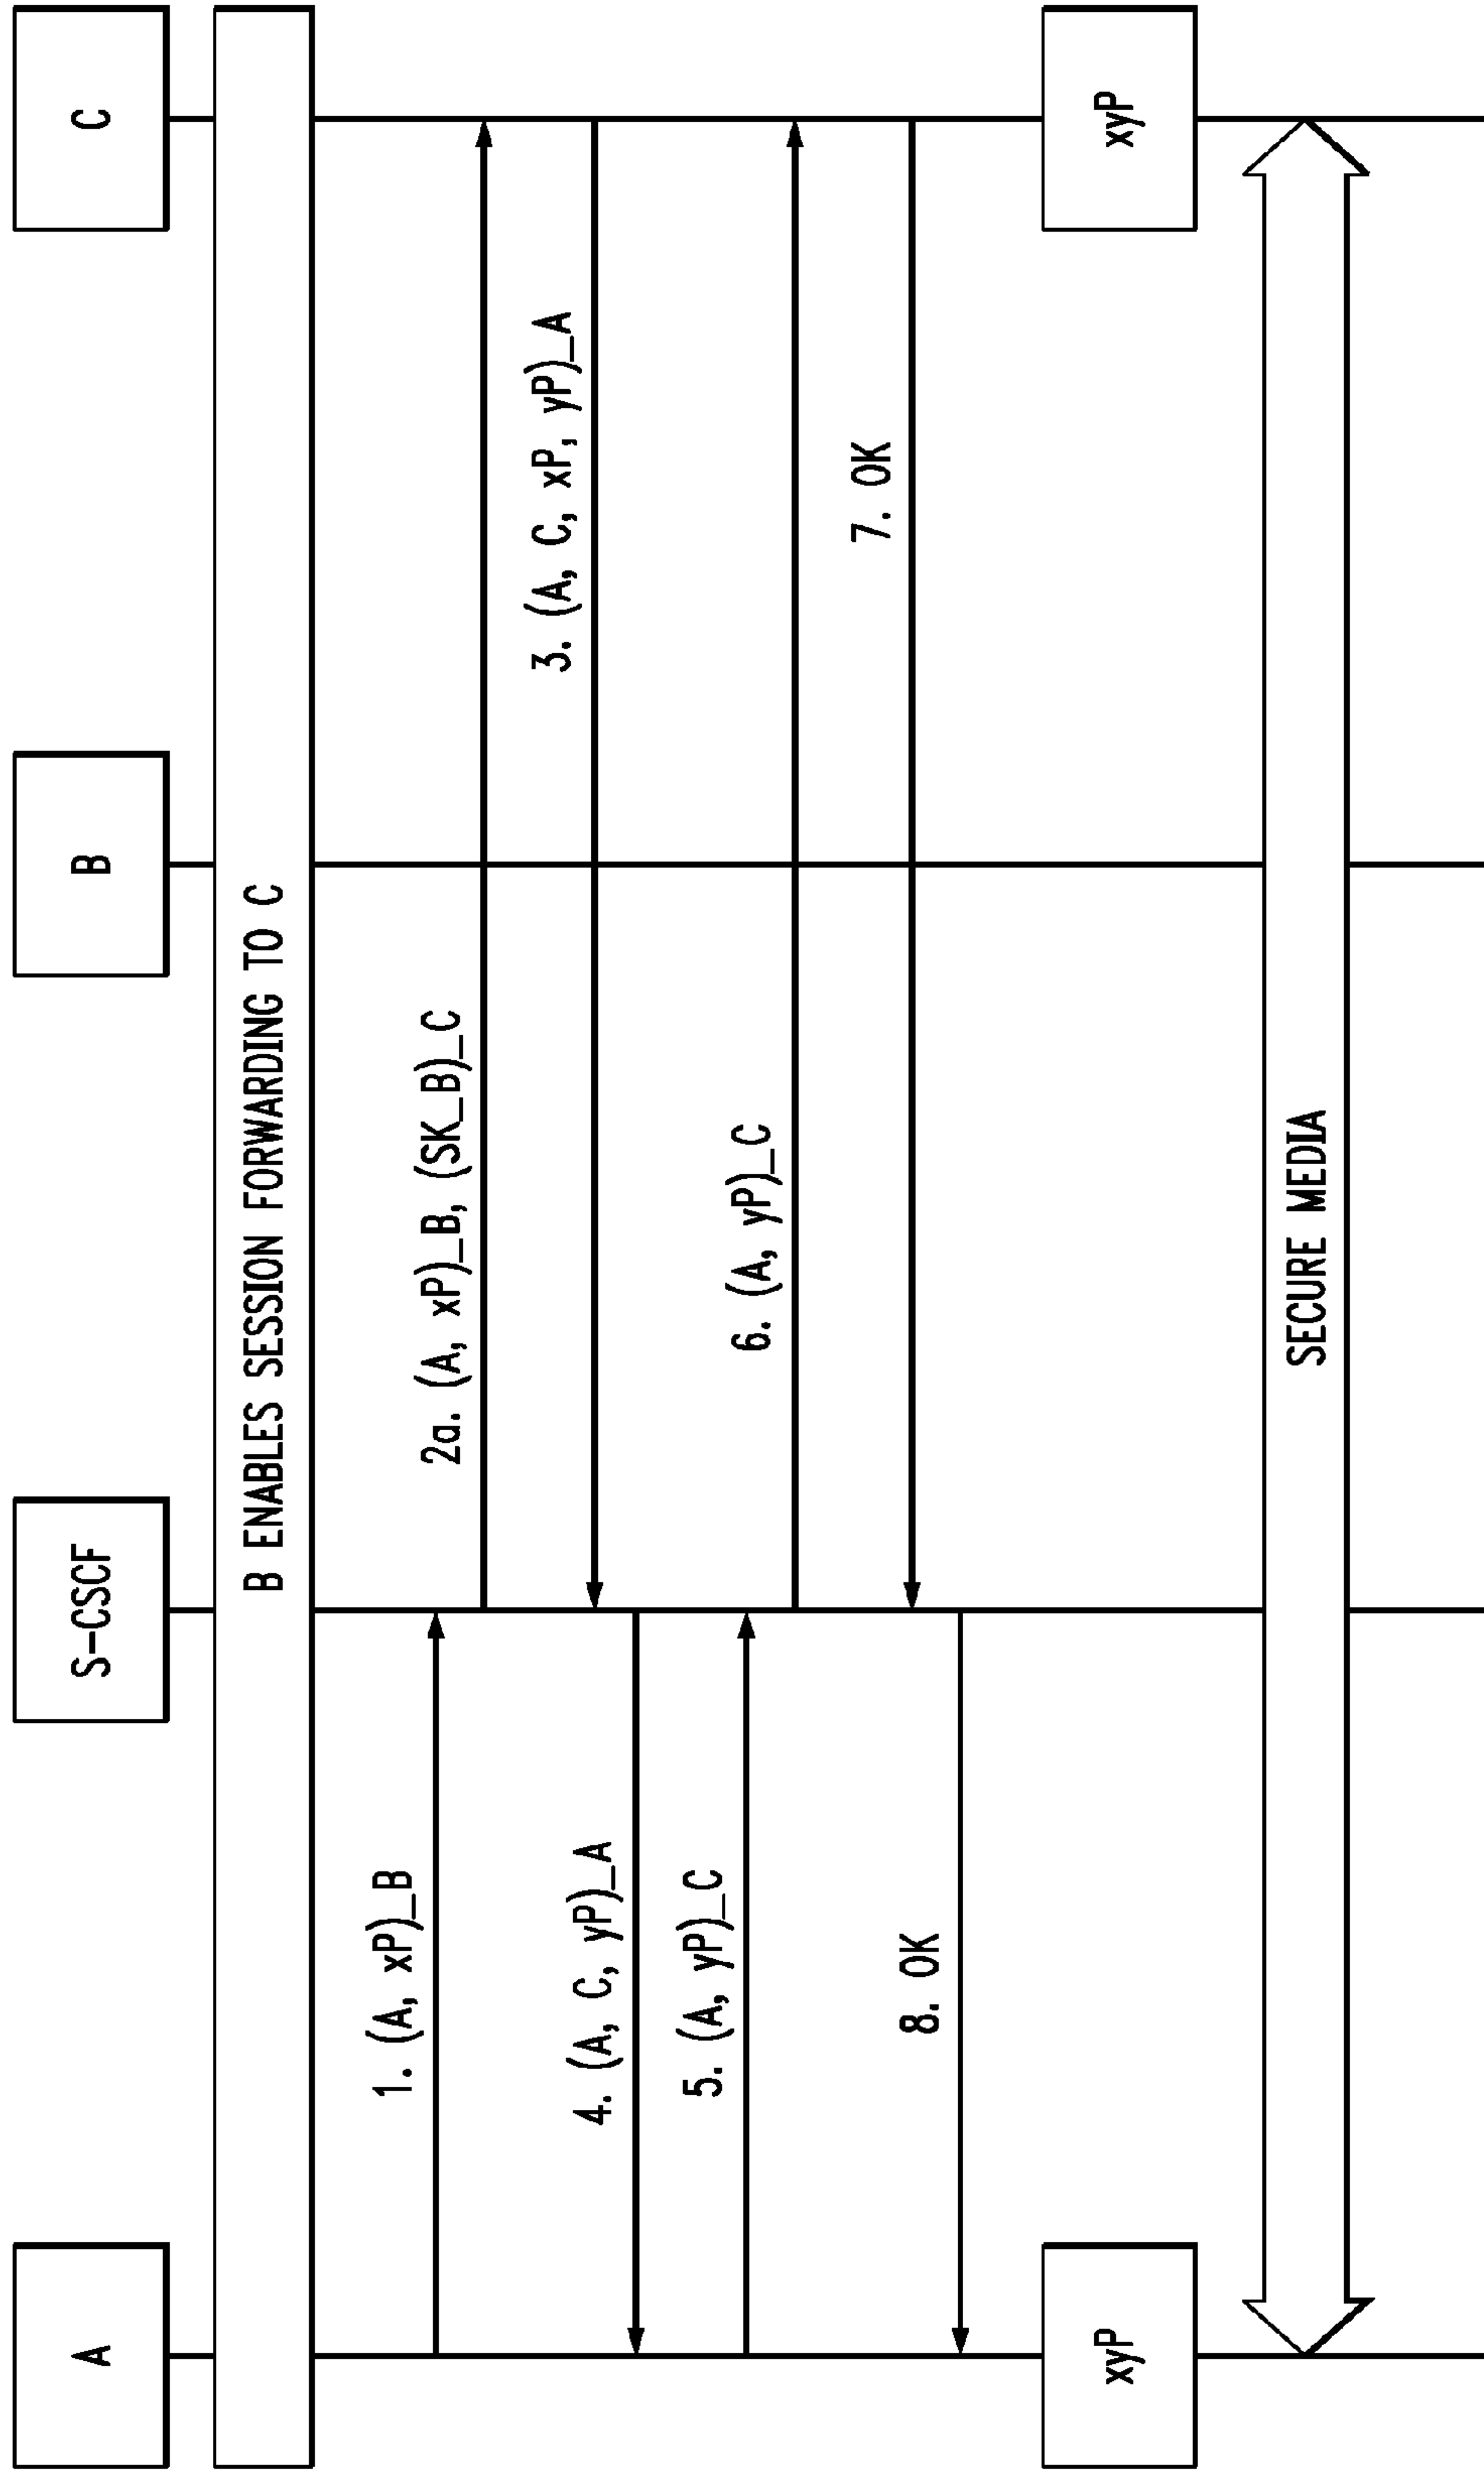 A
S-CSCF
B
C
B ENABLES SESSION FORWARDING TO C
1. (A, xP)_B
2a. (A, xP)_B, (SK_B)_C
3. (A, C, xP, yP)_A
4. (A, C, yP)_A
5. (A, yP)_C
6. (A, yP)_C
7. OK
8. OK
xyP
xyP
SECURE MEDIA